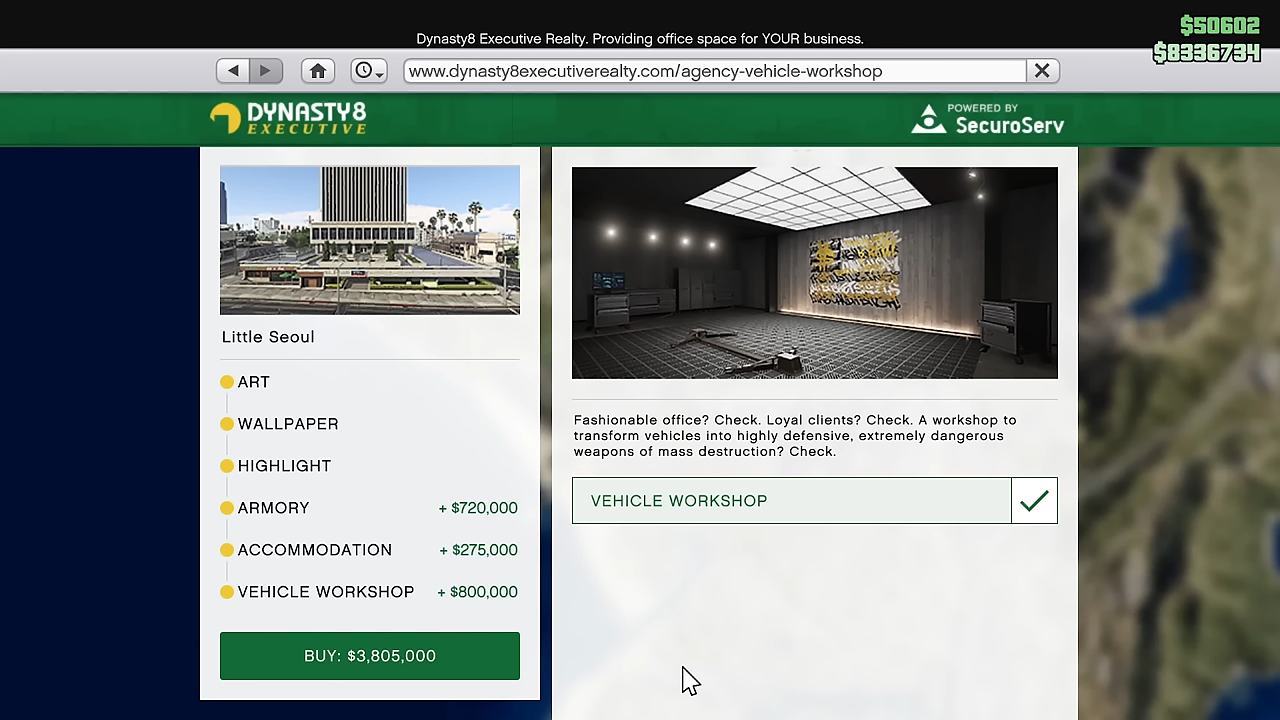 $50602
Dynasty8 Executive Realty. Providing office space for YOUR business.
$8336734
www.dynasty8executiverealty.com/agency-vehicle-workshop
DYNASTY8
EXECUTIVE
POWERED BY
SecuroServ
Little Seoul
ART
WALLPAPER
HIGHLIGHT
ARMORY + $720,000
ACCOMMODATION + $275,000
VEHICLE WORKSHOP + $800,000
BUY: $3,805,000
Fashionable office? Check. Loyal clients? Check. A workshop to
transform vehicles into highly defensive, extremely dangerous
weapons of mass destruction? Check.
VEHICLE WORKSHOP